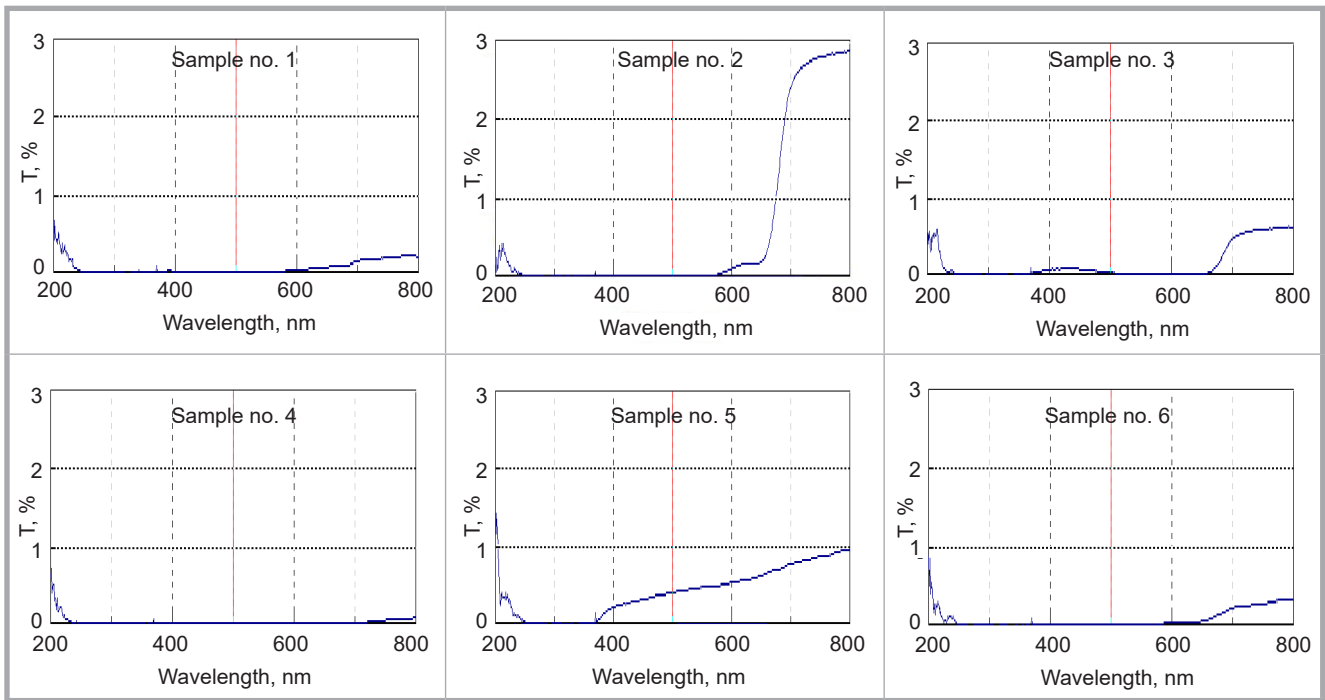 Sample no. 1
3
2
1
0
T, %
200 400 600 800
Wavelength, nm
Sample no. 2
3
2
1
0
T, %
200 400 600 800
Wavelength, nm
Sample no. 3
3
2
1
0
T, %
200 400 600 800
Wavelength, nm
Sample no. 4
3
2
1
0
T, %
200 400 600 800
Wavelength, nm
Sample no. 5
3
2
1
0
T, %
200 400 600 800
Wavelength, nm
Sample no. 6
3
2
1
0
T, %
200 400 600 800
Wavelength, nm